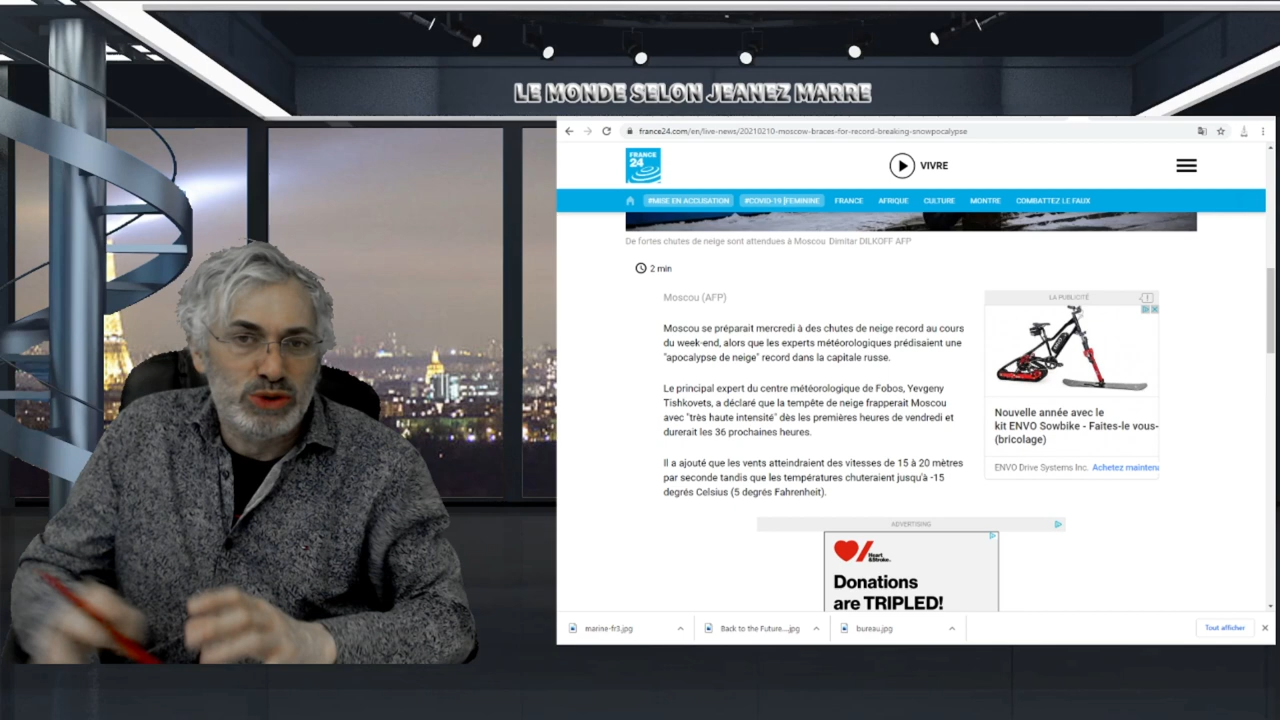 LE MONDE SELON JEANEZ MARRE
france24.com/en/live-news/20210210-moscow-braces-for-record-breaking-snowpocalypse
FRANCE
24
VIVRE
#MISE EN ACCUSATION
#COVID-19 |FEMININE
FRANCE
AFRIQUE
CULTURE
MONTRE
COMBATTEZ LE FAUX
De fortes chutes de neige sont attendues à Moscou Dimitar DILKOFF AFP
2 min
Moscou (AFP)
Moscou se préparait mercredi à des chutes de neige record au cours
du week-end, alors que les experts météorologiques prédisaient une
"apocalypse de neige" record dans la capitale russe.
Le principal expert du centre météorologique de Fobos, Yevgeny
Tishkovets, a déclaré que la tempête de neige frapperait Moscou
avec "très haute intensité" dès les premières heures de vendredi et
durerait les 36 prochaines heures.
Il a ajouté que les vents atteindraient des vitesses de 15 à 20 mètres
par seconde tandis que les températures chuteraient jusqu'à -15
degrés Celsius (5 degrés Fahrenheit).
LA PUBLICITÉ
Nouvelle année avec le
kit ENVO Sowbike - Faites-le vous-
(bricolage)
ENVO Drive Systems Inc. Achetez mainten
ADVERTISING
Heart
&Stroke.
Donations
are TRIPLED!
marine-fr3.jpg
Back to the Future....jpg
bureau.jpg
Tout afficher